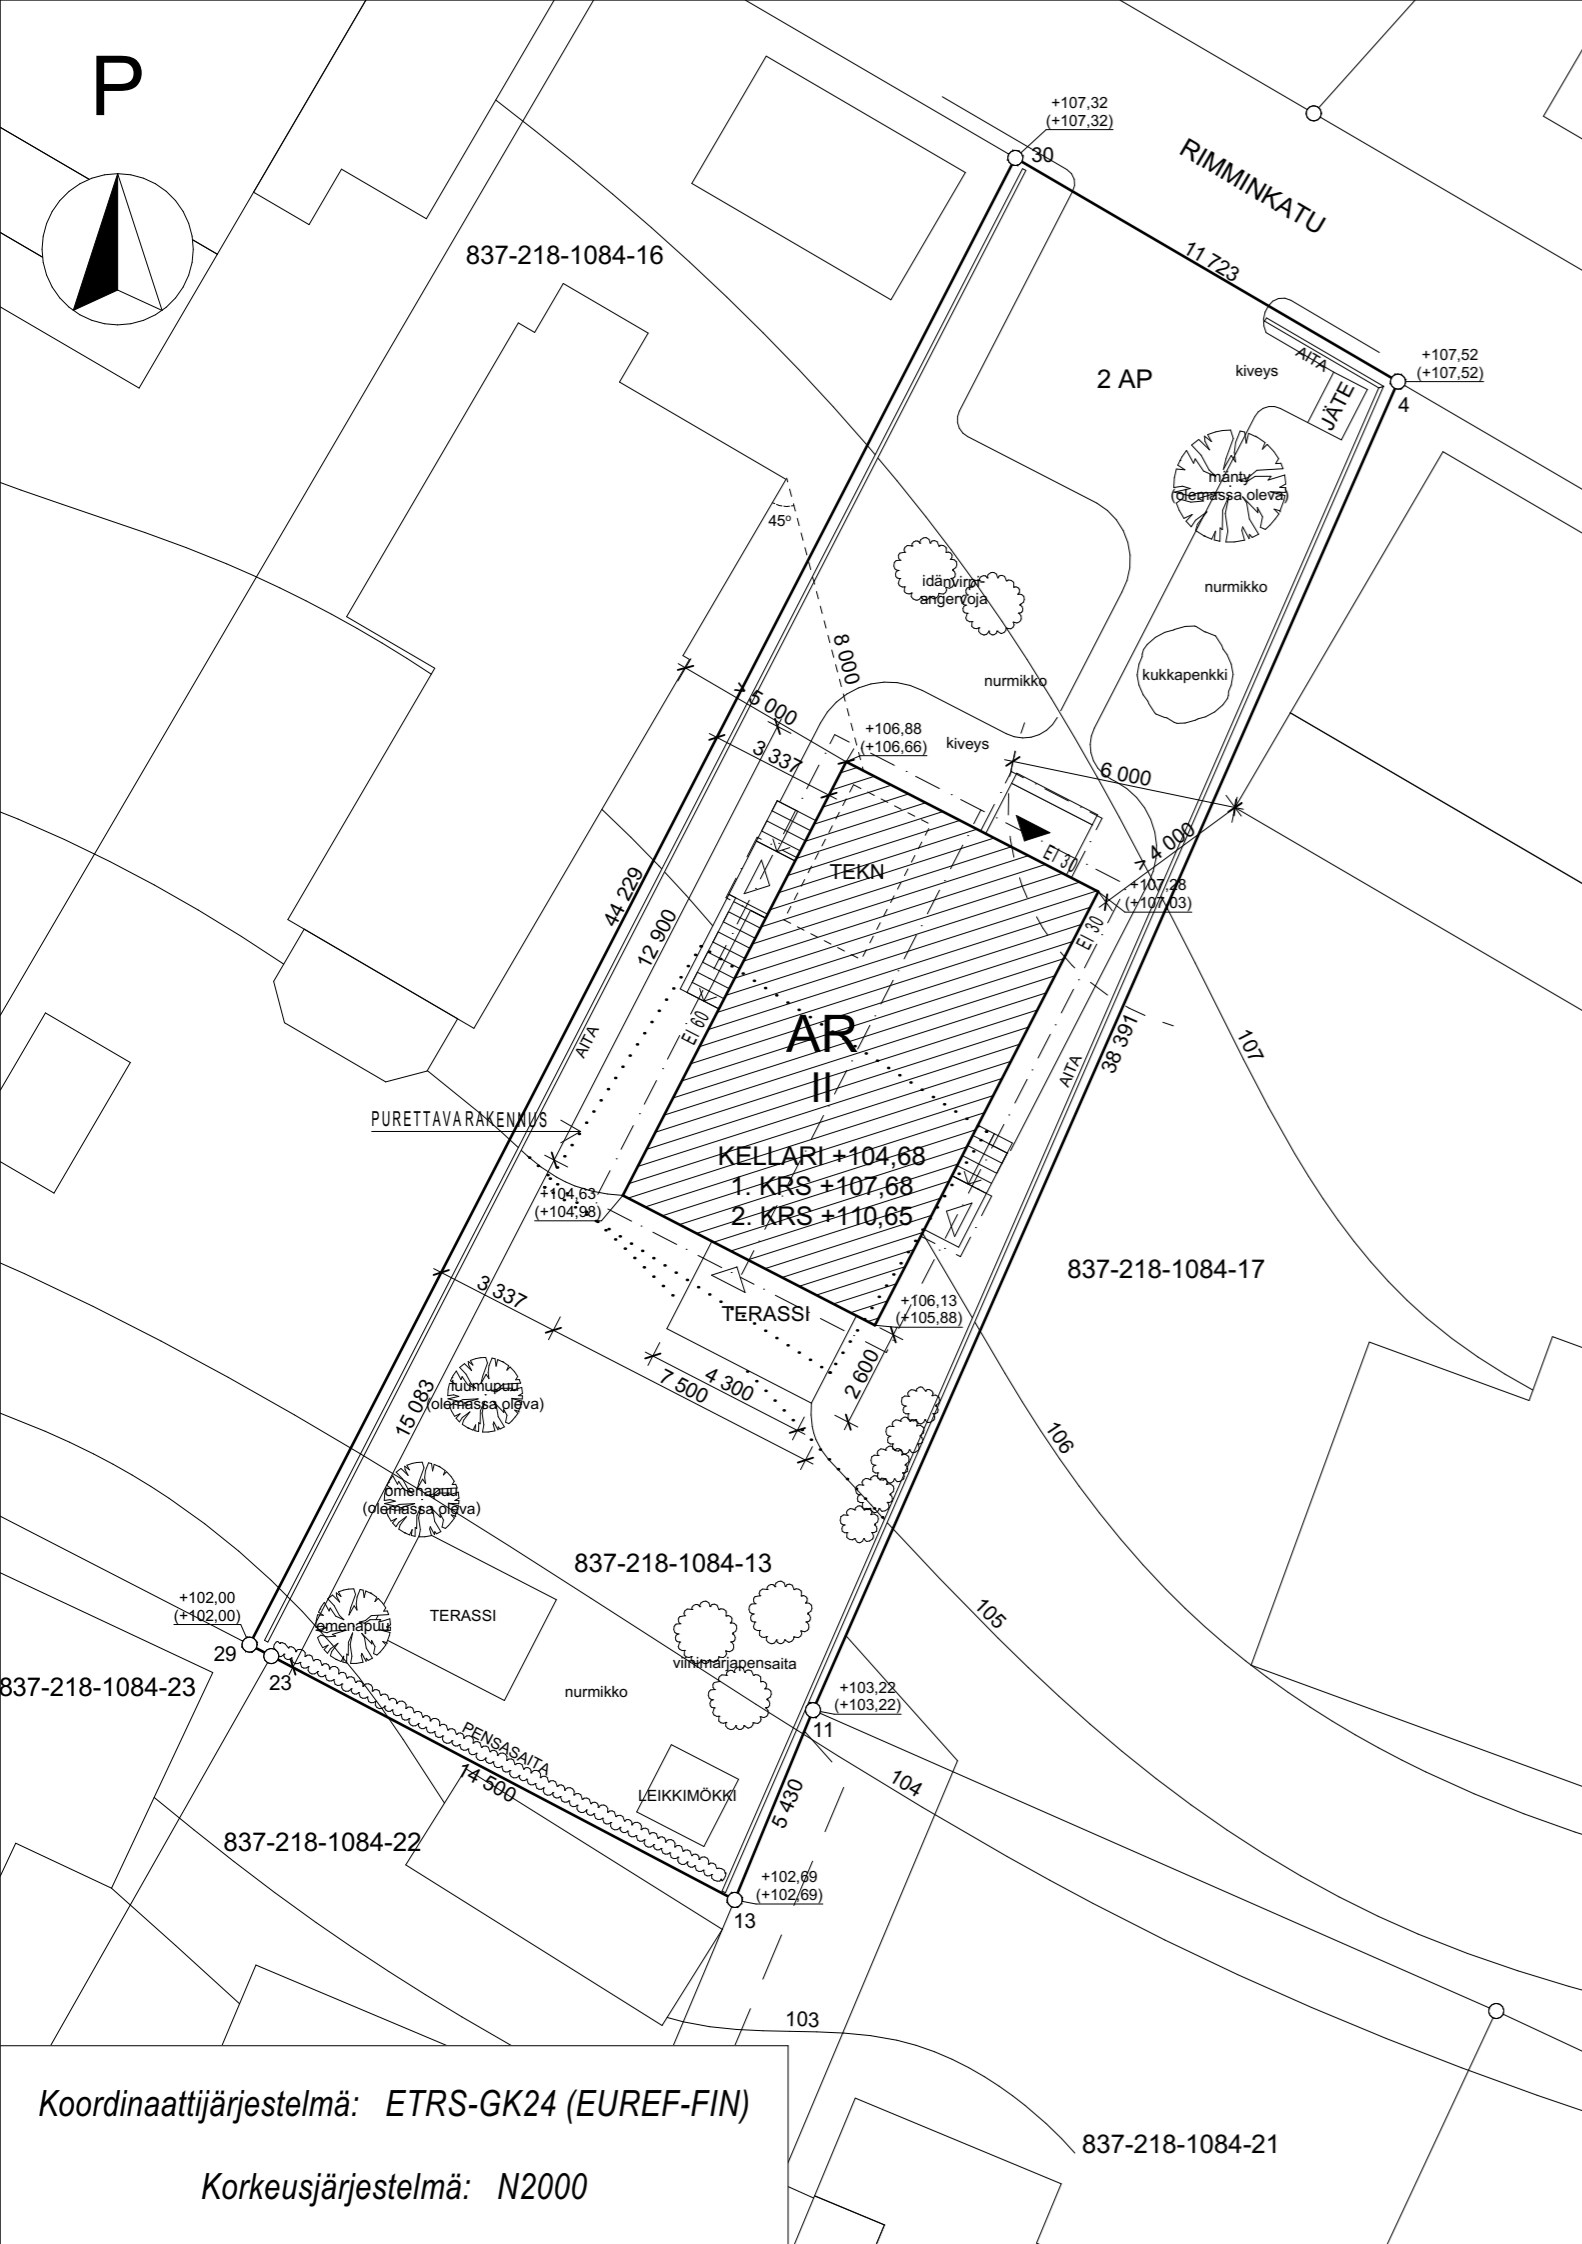 P
+107,32
(+107,32)
30
RIMMINKATU
837-218-1084-16
11 723
2 AP
kiveys
AITA
JÄTE
+107,52
(+107,52)
4
mänty
(olemassa oleva)
45°
idänvirpi-
angervoja
nurmikko
8 000
nurmikko
kukkapenkki
5 000
3 337
+106,88
(+106,66)
kiveys
6 000
4 000
EI 30
TEKN
+107,28
(+107,03)
44 229
12 900
EI 30
AITA
EI 60
AR
II
38 391
AITA
107
PURETTAVA RAKENNUS
KELLARI +104,68
1. KRS +107,68
2. KRS +110,65
+104,63
(+104,98)
837-218-1084-17
3 337
TERASSI
+106,13
(+105,88)
15 083
luumupuu
(olemassa oleva)
4 300
7 500
2 600
106
omenapuu
(olemassa oleva)
837-218-1084-13
+102,00
(+102,00)
omenapuu
TERASSI
105
29
23
837-218-1084-23
viinimarjapensaita
nurmikko
+103,22
(+103,22)
11
PENSASAITA
14 500
LEIKKIMÖKKI
5 430
104
837-218-1084-22
+102,69
(+102,69)
13
103
Koordinaattijärjestelmä: ETRS-GK24 (EUREF-FIN)
837-218-1084-21
Korkeusjärjestelmä: N2000